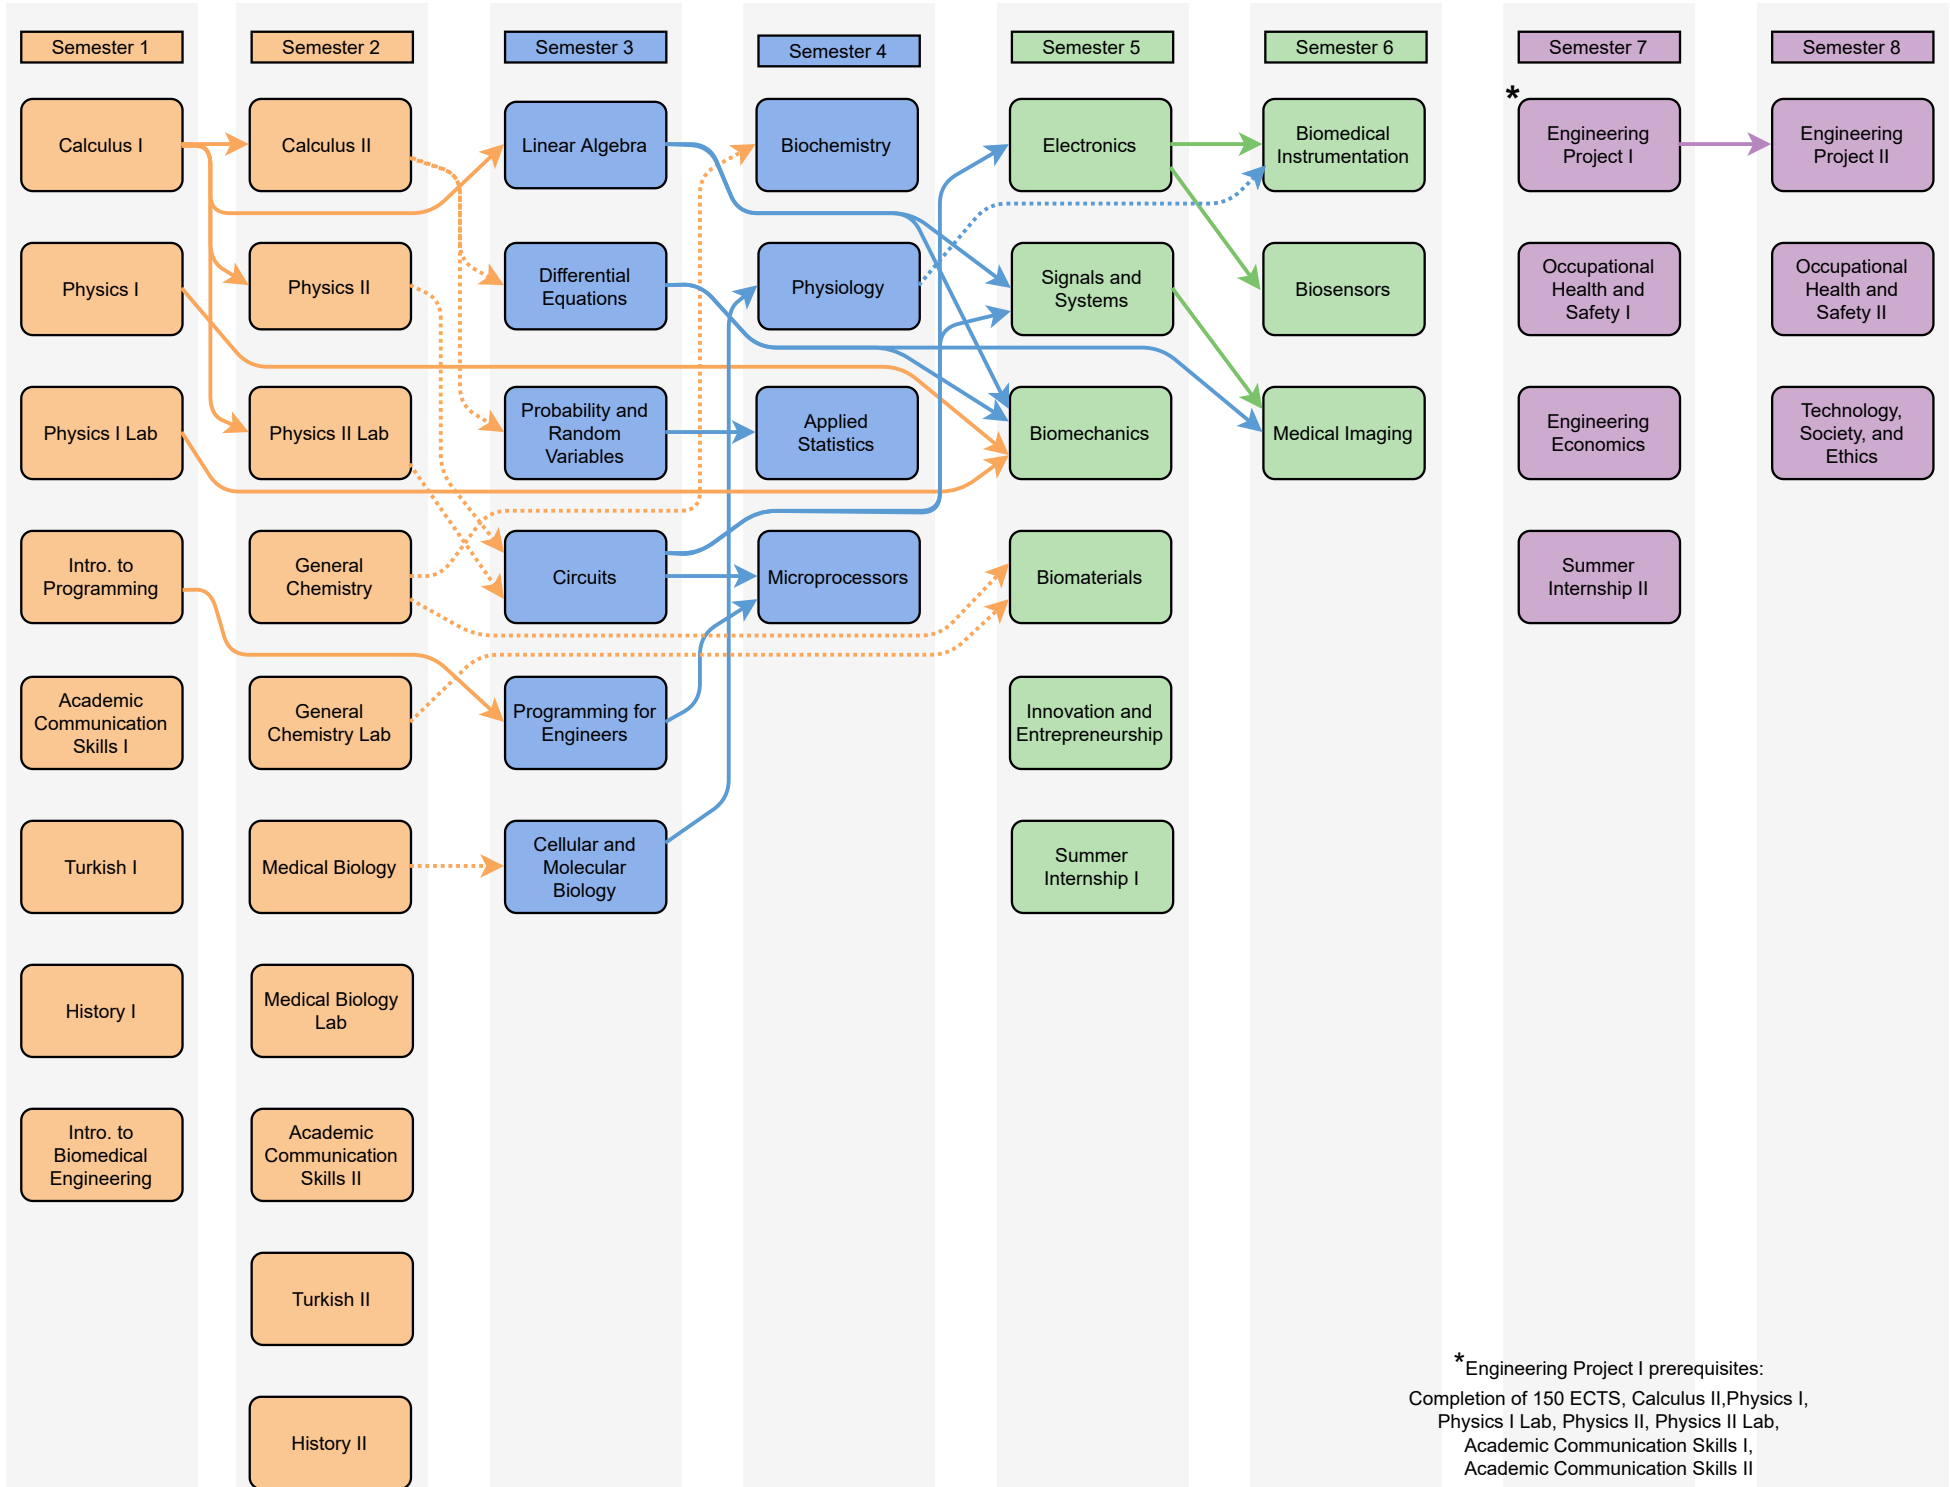 Semester 1
Semester 2
Semester 3
Semester 4
Semester 5
Semester 6
Semester 7
Semester 8
Calculus I
Physics I
Physics I Lab
Intro. to
Programming
Academic
Communication
Skills I
Turkish I
History I
Intro. to
Biomedical
Engineering
Calculus II
Physics II
Physics II Lab
General
Chemistry
General
Chemistry Lab
Medical Biology
Medical Biology
Lab
Academic
Communication
Skills II
Turkish II
History II
Linear Algebra
Differential
Equations
Probability and
Random
Variables
Circuits
Programming for
Engineers
Cellular and
Molecular
Biology
Biochemistry
Physiology
Applied
Statistics
Microprocessors
Electronics
Signals and
Systems
Biomechanics
Biomaterials
Innovation and
Entrepreneurship
Summer
Internship I
Biomedical
Instrumentation
Biosensors
Medical Imaging
*
Engineering
Project I
Occupational
Health and
Safety I
Engineering
Economics
Summer
Internship II
Engineering
Project II
Occupational
Health and
Safety II
Technology,
Society, and
Ethics
*Engineering Project I prerequisites:
Completion of 150 ECTS, Calculus II,Physics I,
Physics I Lab, Physics II, Physics II Lab,
Academic Communication Skills I,
Academic Communication Skills II